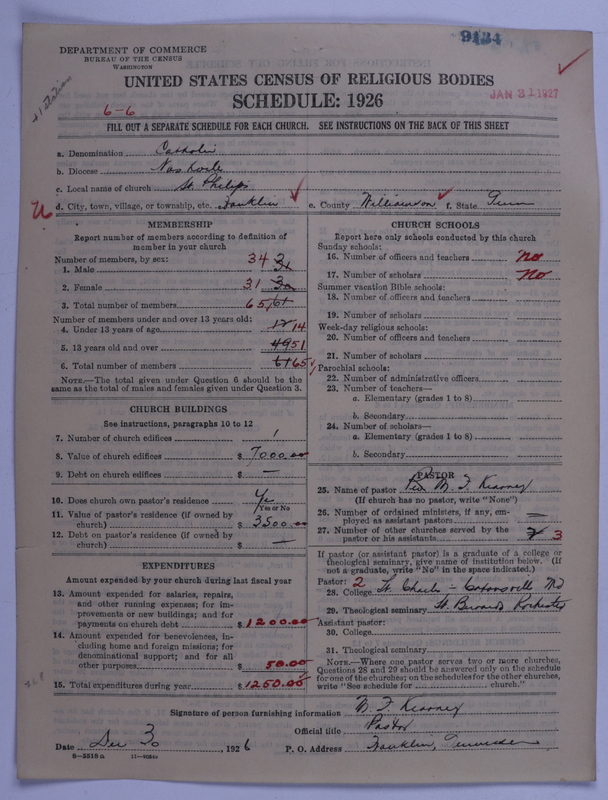 9134
DEPARTMENT OF COMMERCE
BUREAU OF THE CENSUS
WASHINGTON
UNITED STATES CENSUS OF RELIGIOUS BODIES
SCHEDULE: 1926
JAN 31 1927
6-6
FILL OUT A SEPARATE SCHEDULE FOR EACH CHURCH. SEE INSTRUCTIONS ON THE BACK OF THIS SHEET
a. Denomination Catholic
b. Diocese Nashville
c. Local name of church St. Philips
d. City, town, village, or township, etc. Franklin e. County Williamson f. State Tenn
MEMBERSHIP
Report number of members according to definition of
member in your church
Number of members, by sex:
1. Male 34
2. Female 31 30
3. Total number of members 65 61
Number of members under and over 13 years old:
4. Under 13 years of age 12 14
5. 13 years old and over 49 51
6. Total number of members 61 65
NOTE.—The total given under Question 6 should be
same as the total of males and females given under Question 3.
CHURCH BUILDINGS
See instructions, paragraphs 10 to 12
7. Number of church edifices 1
8. Value of church edifices $ 7000.00
9. Debt on church edifices $ —
10. Does church own pastor's residence Yes
Yes or No
11. Value of pastor's residence (if owned by
church) $ 3500.00
12. Debt on pastor's residence (if owned by
church) $ —
EXPENDITURES
Amount expended by your church during last fiscal year
13. Amount expended for salaries, repairs,
and other running expenses; for im-
provements or new buildings; and for
payments on church debt $ 1200.00
14. Amount expended for benevolences, in-
cluding home and foreign missions; for
denominational support; and for all
other purposes $ 50.00
15. Total expenditures during year $ 1250.00
CHURCH SCHOOLS
Report here only schools conducted by this church
Sunday schools:
16. Number of officers and teachers no
17. Number of scholars no
Summer vacation Bible schools:
18. Number of officers and teachers
19. Number of scholars
Week-day religious schools:
20. Number of officers and teachers
21. Number of scholars
Parochial schools:
22. Number of administrative officers
23. Number of teachers—
a. Elementary (grades 1 to 8)
b. Secondary
24. Number of scholars—
a. Elementary (grades 1 to 8)
b. Secondary
PASTOR
25. Name of pastor Rev M. F. Kearney
(If church has no pastor, write "None")
26. Number of ordained ministers, if any, em-
ployed as assistant pastors —
27. Number of other churches served by the
pastor or his assistants 3
If pastor (or assistant pastor) is a graduate of a college or
theological seminary, give name of institution below. (If
not a graduate, write "No" in the space indicated.)
Pastor: 2
28. College St. Charles - Catonsville Md
29. Theological seminary St. Bernards Rochester
Assistant pastor:
30. College
31. Theological seminary
NOTE.—Where one pastor serves two or more churches,
Questions 28 and 29 should be answered only on the schedule
for one of the churches; on the schedules for the other churches,
write "See schedule for church."
Signature of person furnishing information M. F. Kearney
Official title Pastor
Date Dec 30, 1926 P. O. Address Franklin, Tennessee
8—5518a 11—9024